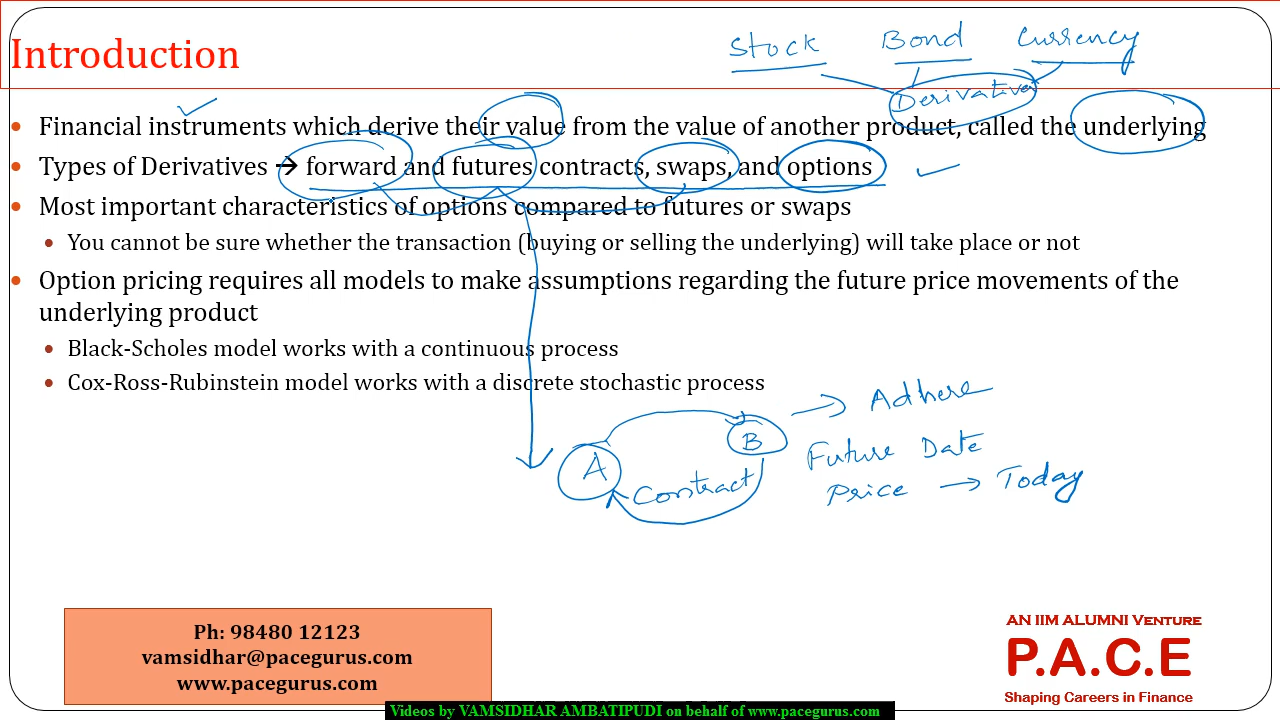 Introduction
Stock Bond Currency
Derivative
• Financial instruments which derive their value from the value of another product, called the underlying
• Types of Derivatives → forward and futures contracts, swaps, and options
• Most important characteristics of options compared to futures or swaps
• You cannot be sure whether the transaction (buying or selling the underlying) will take place or not
• Option pricing requires all models to make assumptions regarding the future price movements of the
underlying product
• Black-Scholes model works with a continuous process
• Cox-Ross-Rubinstein model works with a discrete stochastic process
A B → Adhere
Contract
Future Date
Price → Today
Ph: 98480 12123
vamsidhar@pacegurus.com
www.pacegurus.com
AN IIM ALUMNI VENTURE
P.A.C.E
Shaping Careers in Finance
Videos by VAMSIDHAR AMBATIPUDI on behalf of www.pacegurus.com